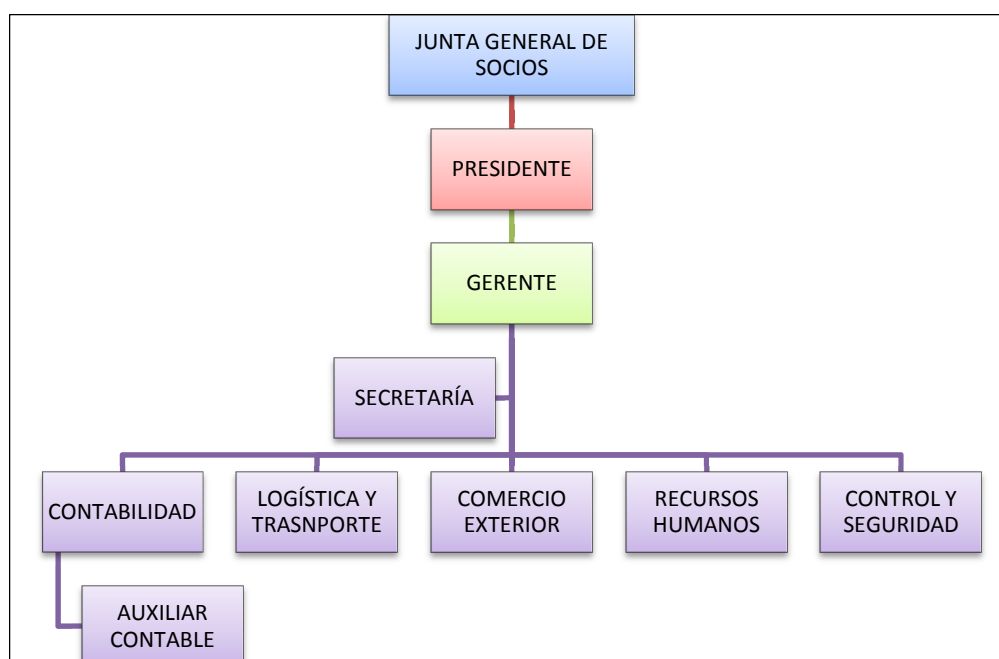 JUNTA GENERAL DE
SOCIOS
PRESIDENTE
GERENTE
SECRETARÍA
CONTABILIDAD
LOGÍSTICA Y
TRASNPORTE
COMERCIO
EXTERIOR
RECURSOS
HUMANOS
CONTROL Y
SEGURIDAD
AUXILIAR
CONTABLE